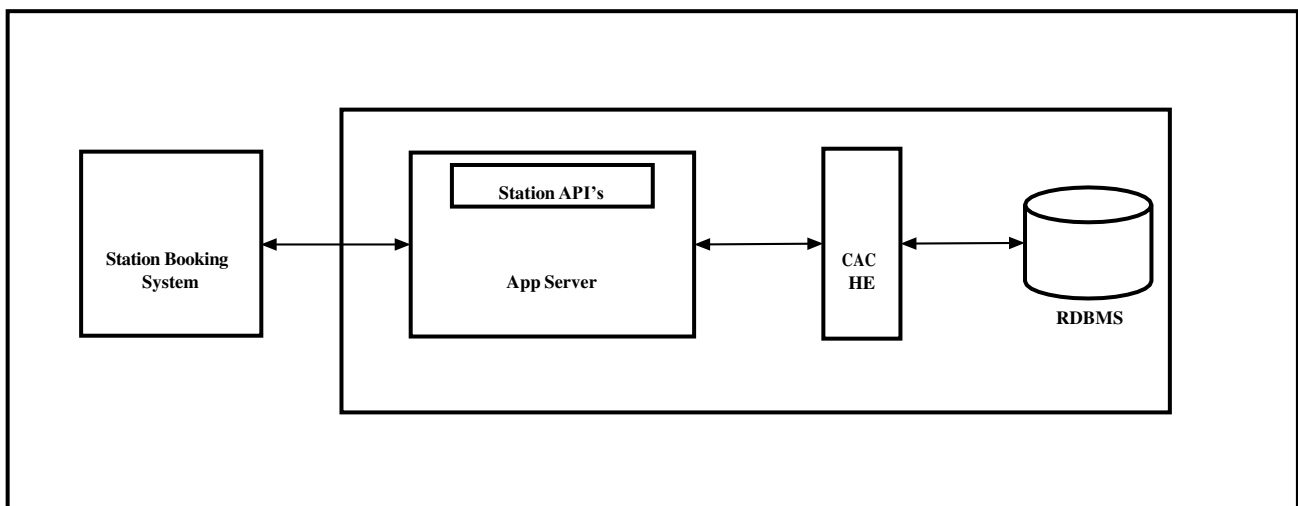 Station API's
Station Booking
System
App Server
CAC
HE
RDBMS